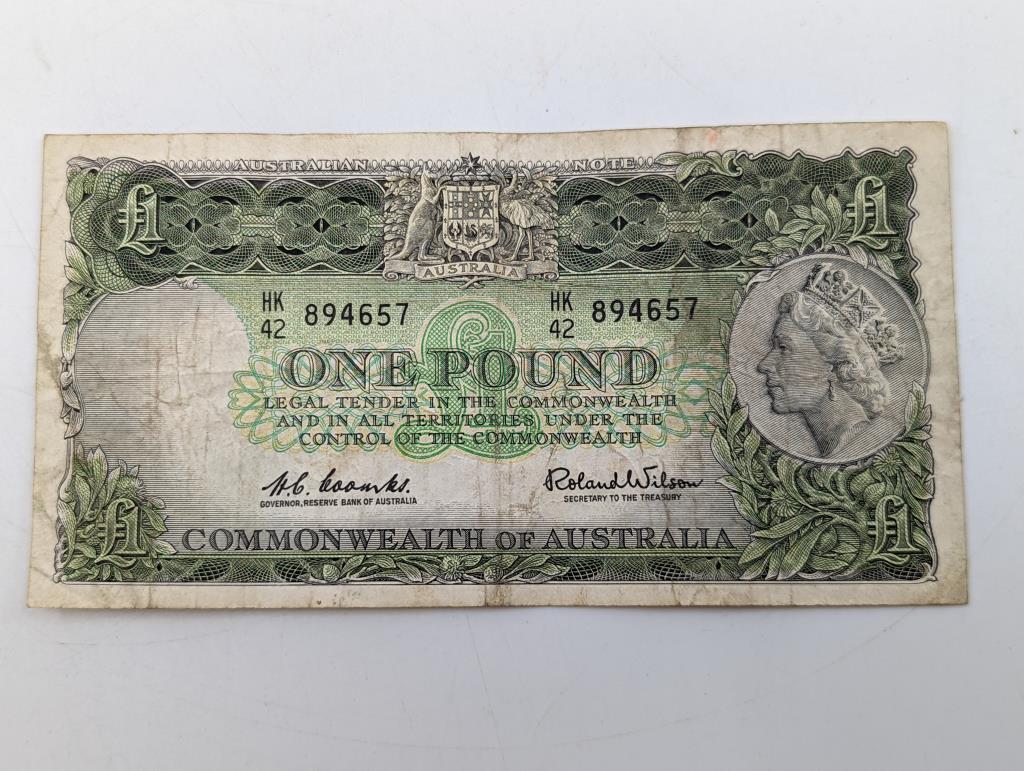 AUSTRALIAN NOTE
£1 £1
AUSTRALIA
HK 42 894657 HK 42 894657
ONE POUND
LEGAL TENDER IN THE COMMONWEALTH
AND IN ALL TERRITORIES UNDER THE
CONTROL OF THE COMMONWEALTH
H.C. Coombs. Roland Wilson
GOVERNOR, RESERVE BANK OF AUSTRALIA SECRETARY TO THE TREASURY
£1 £1
COMMONWEALTH OF AUSTRALIA